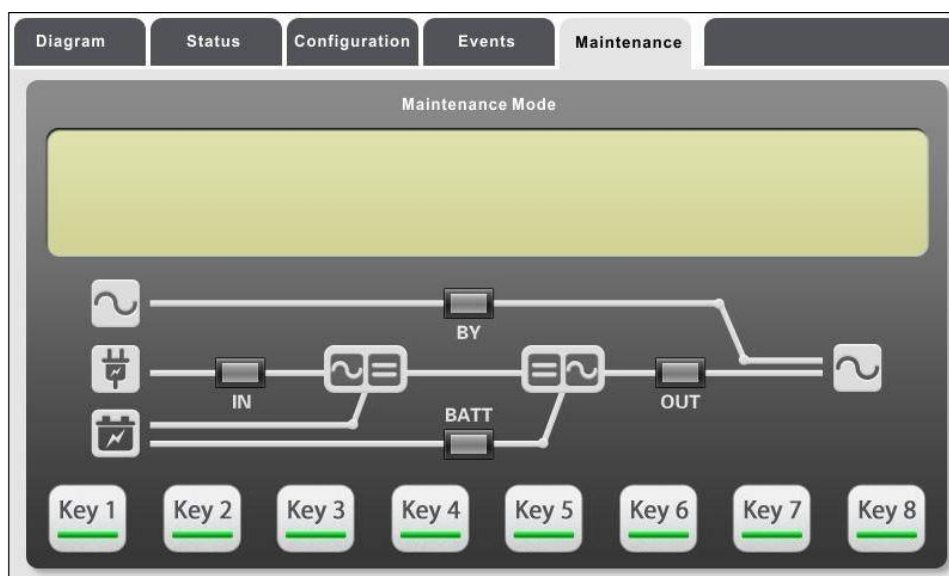 Diagram Status Configuration Events Maintenance
Maintenance Mode
BY
IN
BATT
OUT
Key 1 Key 2 Key 3 Key 4 Key 5 Key 6 Key 7 Key 8